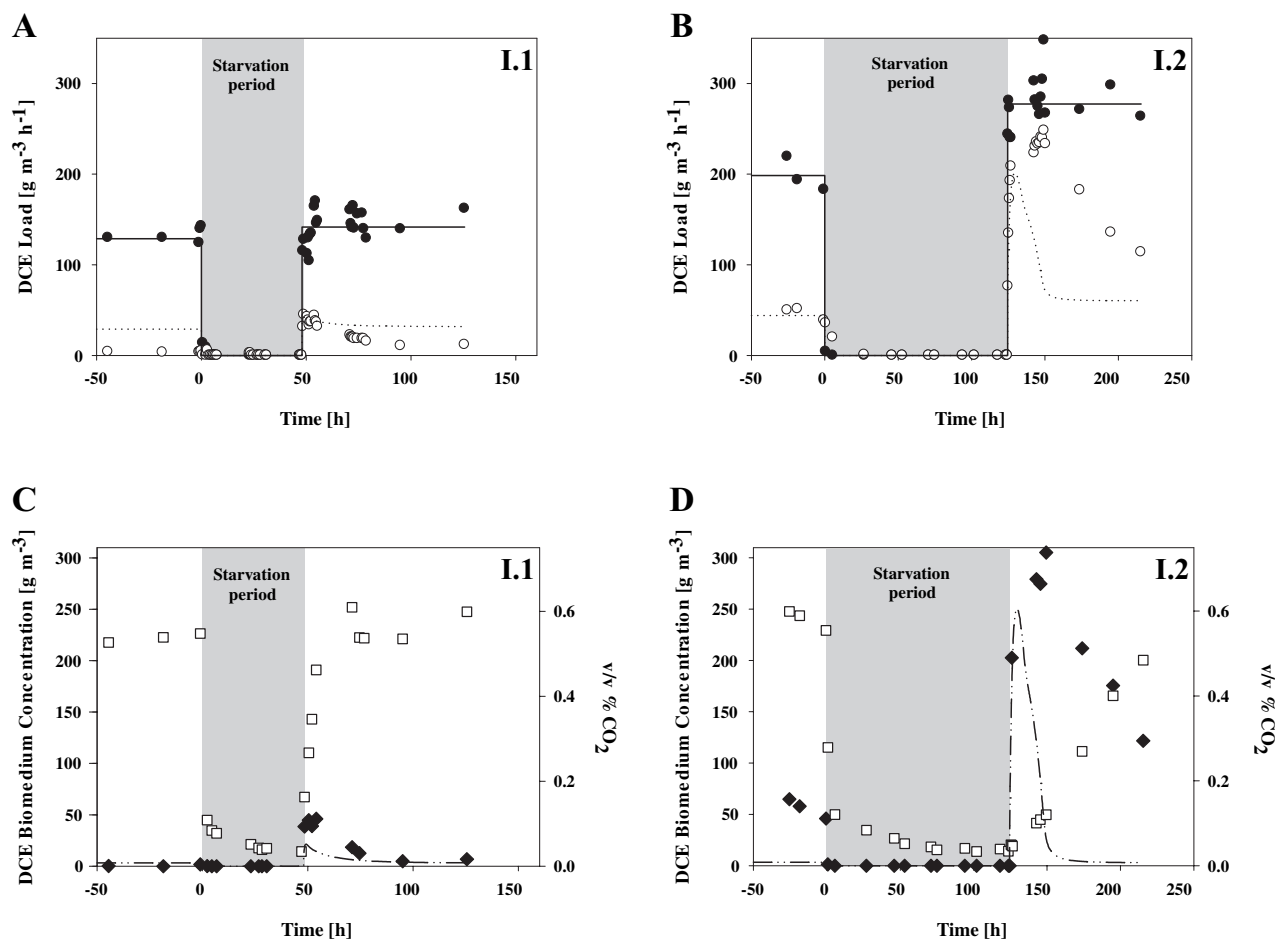 A
B
I.1
I.2
Starvation
period
Starvation
period
DCE Load [g m⁻³ h⁻¹]
300
200
100
0
-50
0
50
100
150
Time [h]
DCE Load [g m⁻³ h⁻¹]
300
200
100
0
-50
0
50
100
150
200
250
Time [h]
C
D
I.1
I.2
Starvation
period
Starvation
period
DCE Biomedium Concentration [g m⁻³]
300
250
200
150
100
50
0
0.6
0.4
0.2
0.0
v/v % CO₂
-50
0
50
100
150
Time [h]
DCE Biomedium Concentration [g m⁻³]
300
250
200
150
100
50
0
0.6
0.4
0.2
0.0
v/v % CO₂
-50
0
50
100
150
200
250
Time [h]